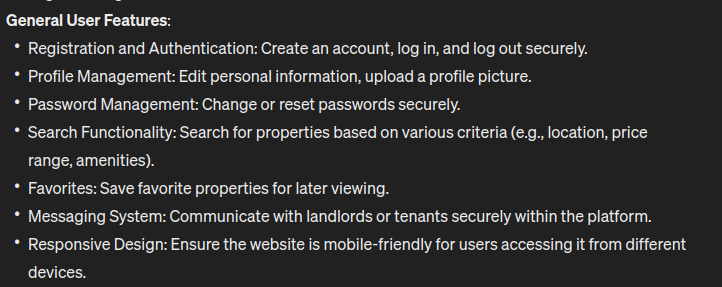 General User Features:
• Registration and Authentication: Create an account, log in, and log out securely.
• Profile Management: Edit personal information, upload a profile picture.
• Password Management: Change or reset passwords securely.
• Search Functionality: Search for properties based on various criteria (e.g., location, price
range, amenities).
• Favorites: Save favorite properties for later viewing.
• Messaging System: Communicate with landlords or tenants securely within the platform.
• Responsive Design: Ensure the website is mobile-friendly for users accessing it from different
devices.